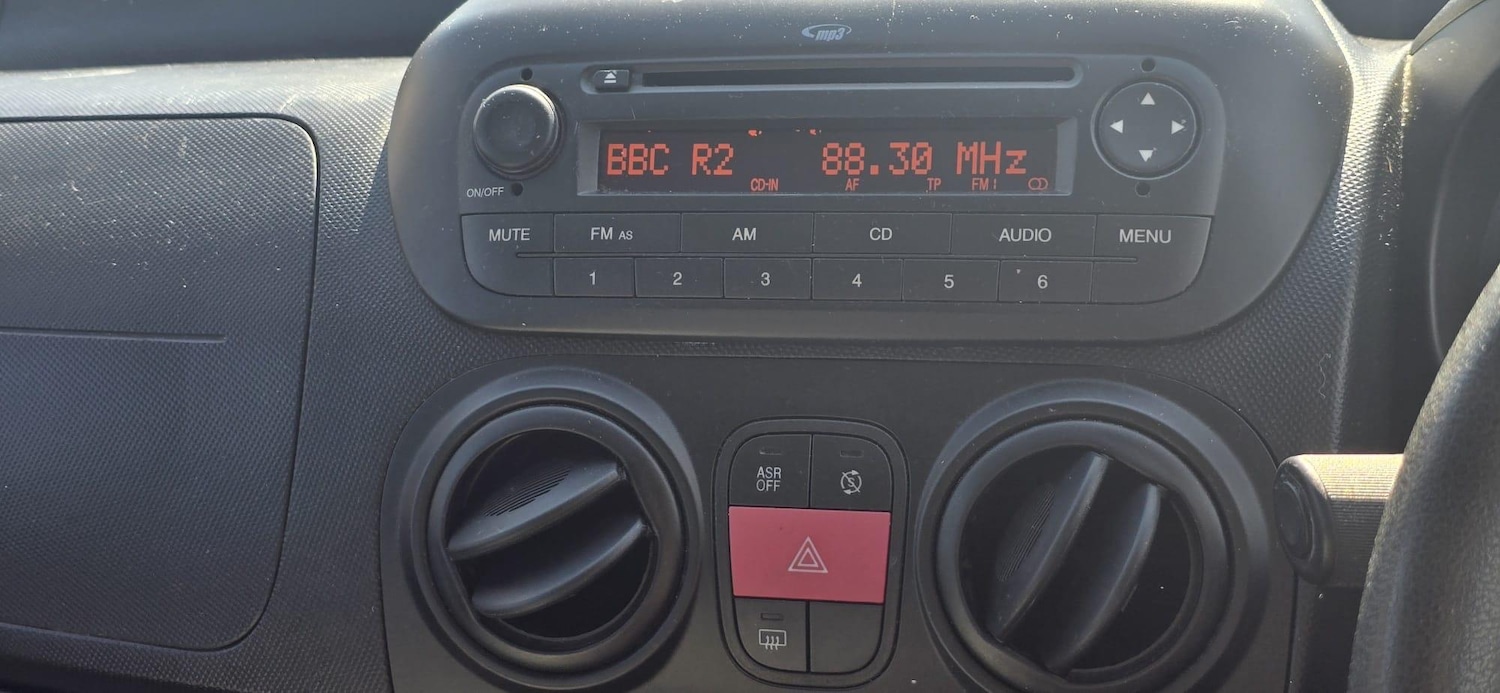 mp3
BBC R2 88.30 MHz
CD-IN AF TP FM1
ON/OFF
MUTE FM AS AM CD AUDIO MENU
1 2 3 4 5 6
ASR
OFF
S